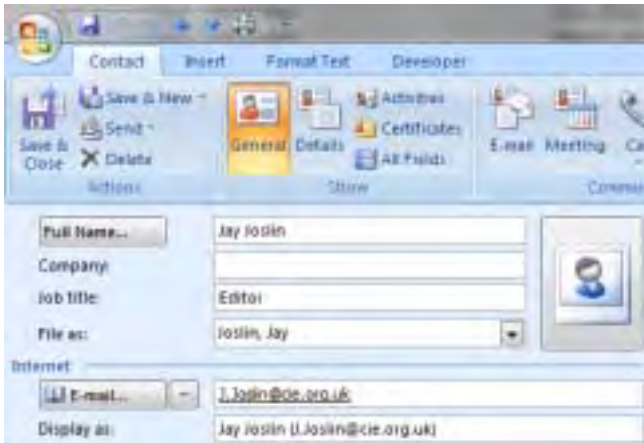 Contact Insert Format Text Developer
Save & Close
Save & New
Send
Delete
Actions
General Details
Activities
Certificates
All Fields
Show
E-mail Meeting
Full Name... Jay Joslin
Company:
Job title: Editor
File as: Joslin, Jay
Internet
E-mail... J.Joslin@cie.org.uk
Display as: Jay Joslin (J.Joslin@cie.org.uk)